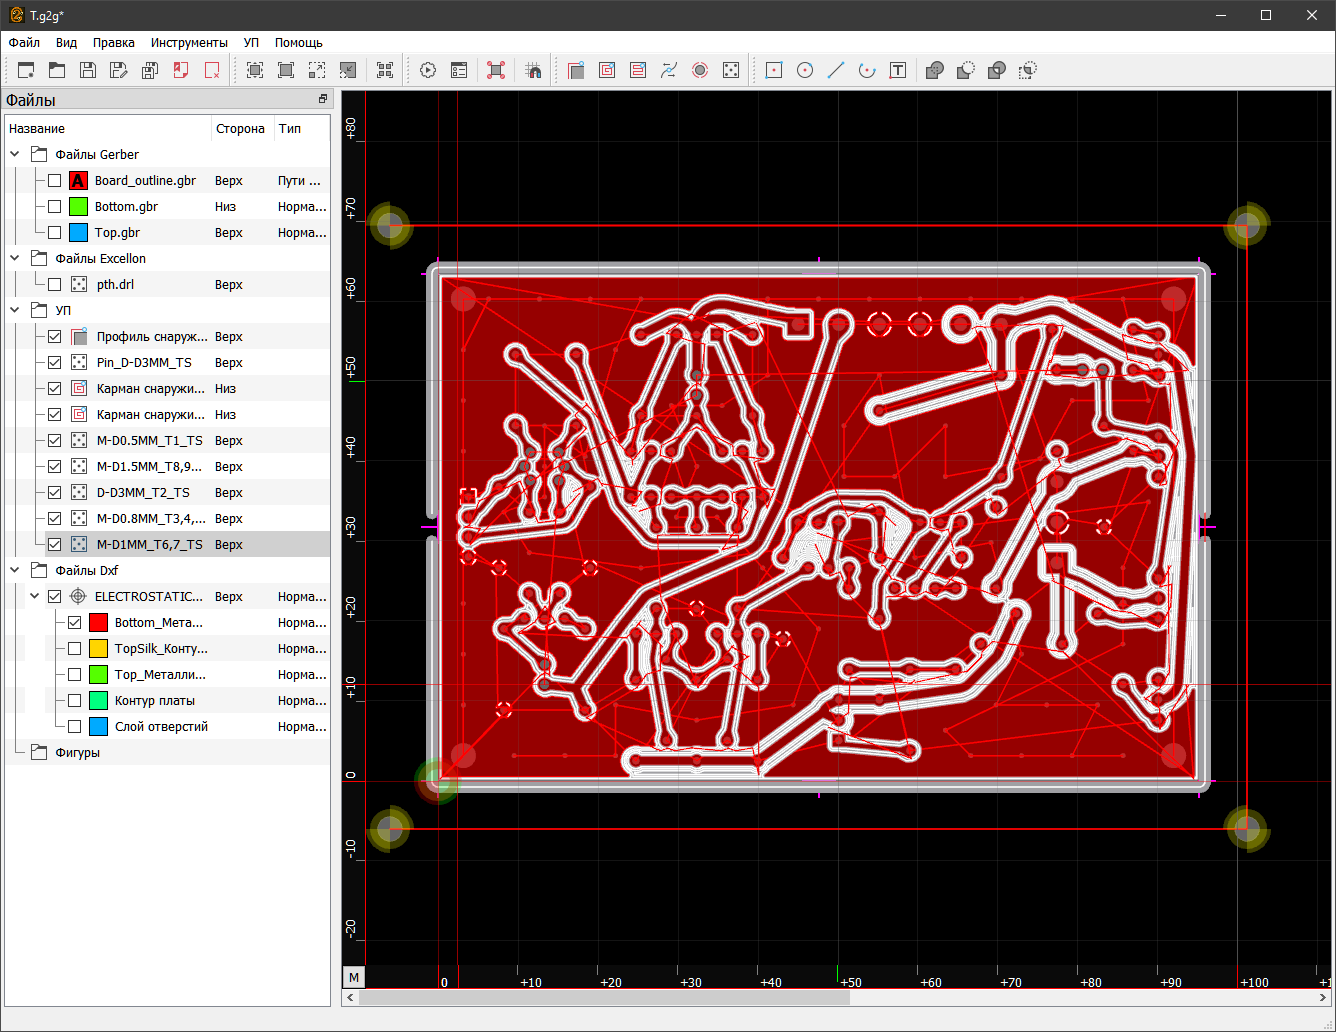 T.g2g*
Файл Вид Правка Инструменты УП Помощь
Файлы
Название Сторона Тип
Файлы Gerber
A Board_outline.gbr Верх Пути ...
Bottom.gbr Низ Норма...
Top.gbr Верх Норма...
Файлы Excellon
pth.drl Верх
УП
Профиль снаруж... Верх
Pin_D-D3MM_TS Верх
Карман снаружи... Низ
Карман снаружи... Низ
M-D0.5MM_T1_TS Верх
M-D1.5MM_T8,9... Верх
D-D3MM_T2_TS Верх
M-D0.8MM_T3,4,... Верх
M-D1MM_T6,7_TS Верх
Файлы Dxf
ELECTROSTATIC... Верх Норма...
Bottom_Мета... Норма...
TopSilk_Конту... Норма...
Top_Металли... Норма...
Контур платы Норма...
Слой отверстий Норма...
Фигуры
+80
+70
+60
+50
+40
+30
+20
+10
0
-10
-20
M
0 +10 +20 +30 +40 +50 +60 +70 +80 +90 +100 +1